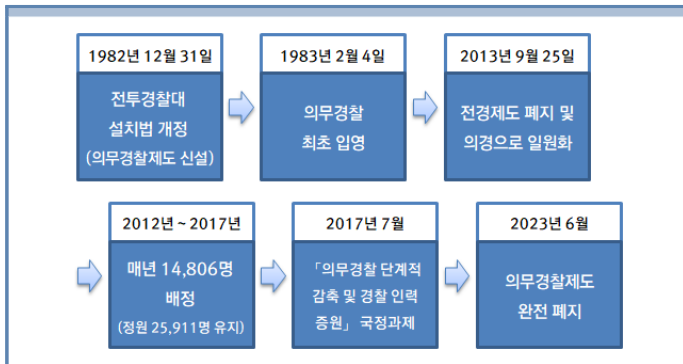 1982년 12월 31일
전투경찰대
설치법 개정
(의무경찰제도 신설)
1983년 2월 4일
의무경찰
최초 입영
2013년 9월 25일
전경제도 폐지 및
의경으로 일원화
2012년 ~ 2017년
매년 14,806명
배정
(정원 25,911명 유지)
2017년 7월
「의무경찰 단계적
감축 및 경찰 인력
증원」 국정과제
2023년 6월
의무경찰제도
완전 폐지